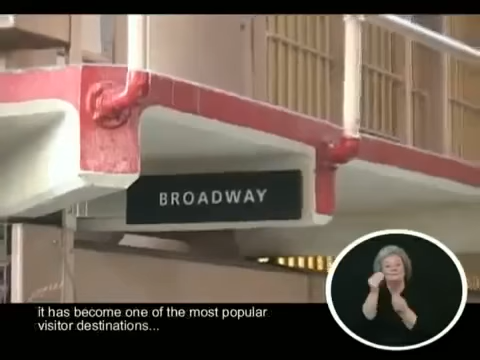 BROADWAY
it has become one of the most popular
visitor destinations...